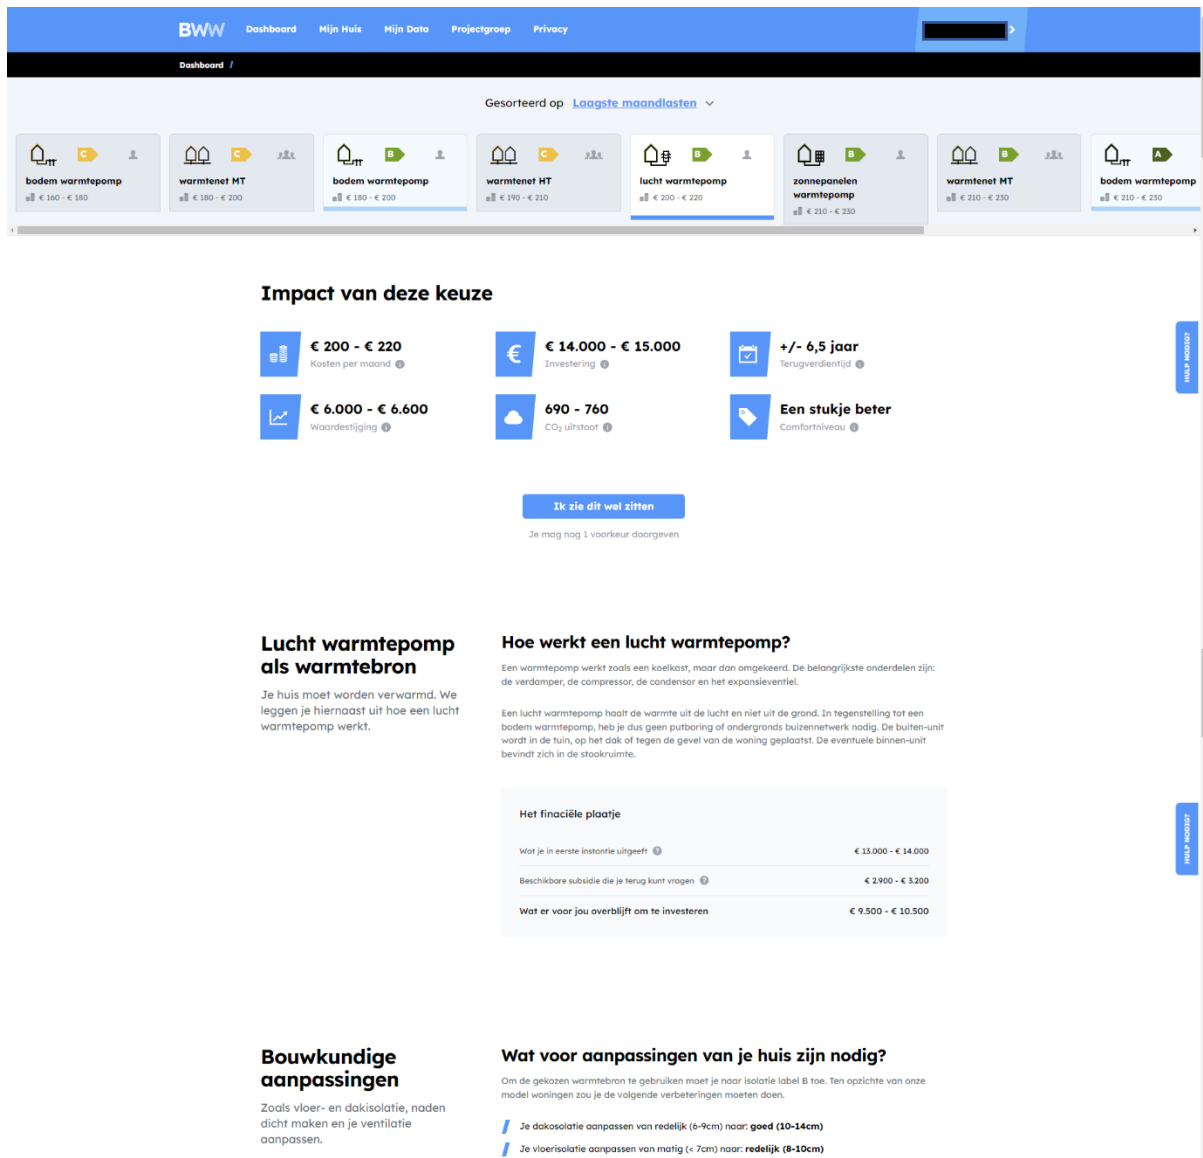 BWW Dashboard Mijn Huis Mijn Data Projectgroep Privacy
Dashboard /
Gesorteerd op Laagste maandlasten
C
bodem warmtepomp
€ 160 - € 180
C
warmtenet MT
€ 180 - € 200
B
bodem warmtepomp
€ 180 - € 200
C
warmtenet HT
€ 190 - € 210
B
lucht warmtepomp
€ 200 - € 220
B
zonnepanelen
warmtepomp
€ 210 - € 230
B
warmtenet MT
€ 210 - € 230
A
bodem warmtepomp
€ 210 - € 230
Impact van deze keuze
€ 200 - € 220
Kosten per maand
€ 14.000 - € 15.000
Investering
+/- 6,5 jaar
Terugverdientijd
€ 6.000 - € 6.600
Waardestijging
690 - 760
CO₂ uitstoot
Een stukje beter
Comfortniveau
HULP NODIG?
Ik zie dit wel zitten
Je mag nog 1 voorkeur doorgeven
Lucht warmtepomp
als warmtebron
Je huis moet worden verwarmd. We
leggen je hiernaast uit hoe een lucht
warmtepomp werkt.
Hoe werkt een lucht warmtepomp?
Een warmtepomp werkt zoals een koelkast, maar dan omgekeerd. De belangrijkste onderdelen zijn:
de verdamper, de compressor, de condensor en het expansieventiel.
Een lucht warmtepomp haalt de warmte uit de lucht en niet uit de grond. In tegenstelling tot een
bodem warmtepomp, heb je dus geen putboring of ondergronds buizennetwerk nodig. De buiten-unit
wordt in de tuin, op het dak of tegen de gevel van de woning geplaatst. De eventuele binnen-unit
bevindt zich in de stookruimte.
Het finaciële plaatje
Wat je in eerste instantie uitgeeft € 13.000 - € 14.000
Beschikbare subsidie die je terug kunt vragen € 2.900 - € 3.200
Wat er voor jou overblijft om te investeren € 9.500 - € 10.500
HULP NODIG?
Bouwkundige
aanpassingen
Zoals vloer- en dakisolatie, naden
dicht maken en je ventilatie
aanpassen.
Wat voor aanpassingen van je huis zijn nodig?
Om de gekozen warmtebron te gebruiken moet je naar isolatie label B toe. Ten opzichte van onze
model woningen zou je de volgende verbeteringen moeten doen.
Je dakosolatie aanpassen van redelijk (6-9cm) naar: goed (10-14cm)
Je vloerisolatie aanpassen van matig (< 7cm) naar: redelijk (8-10cm)